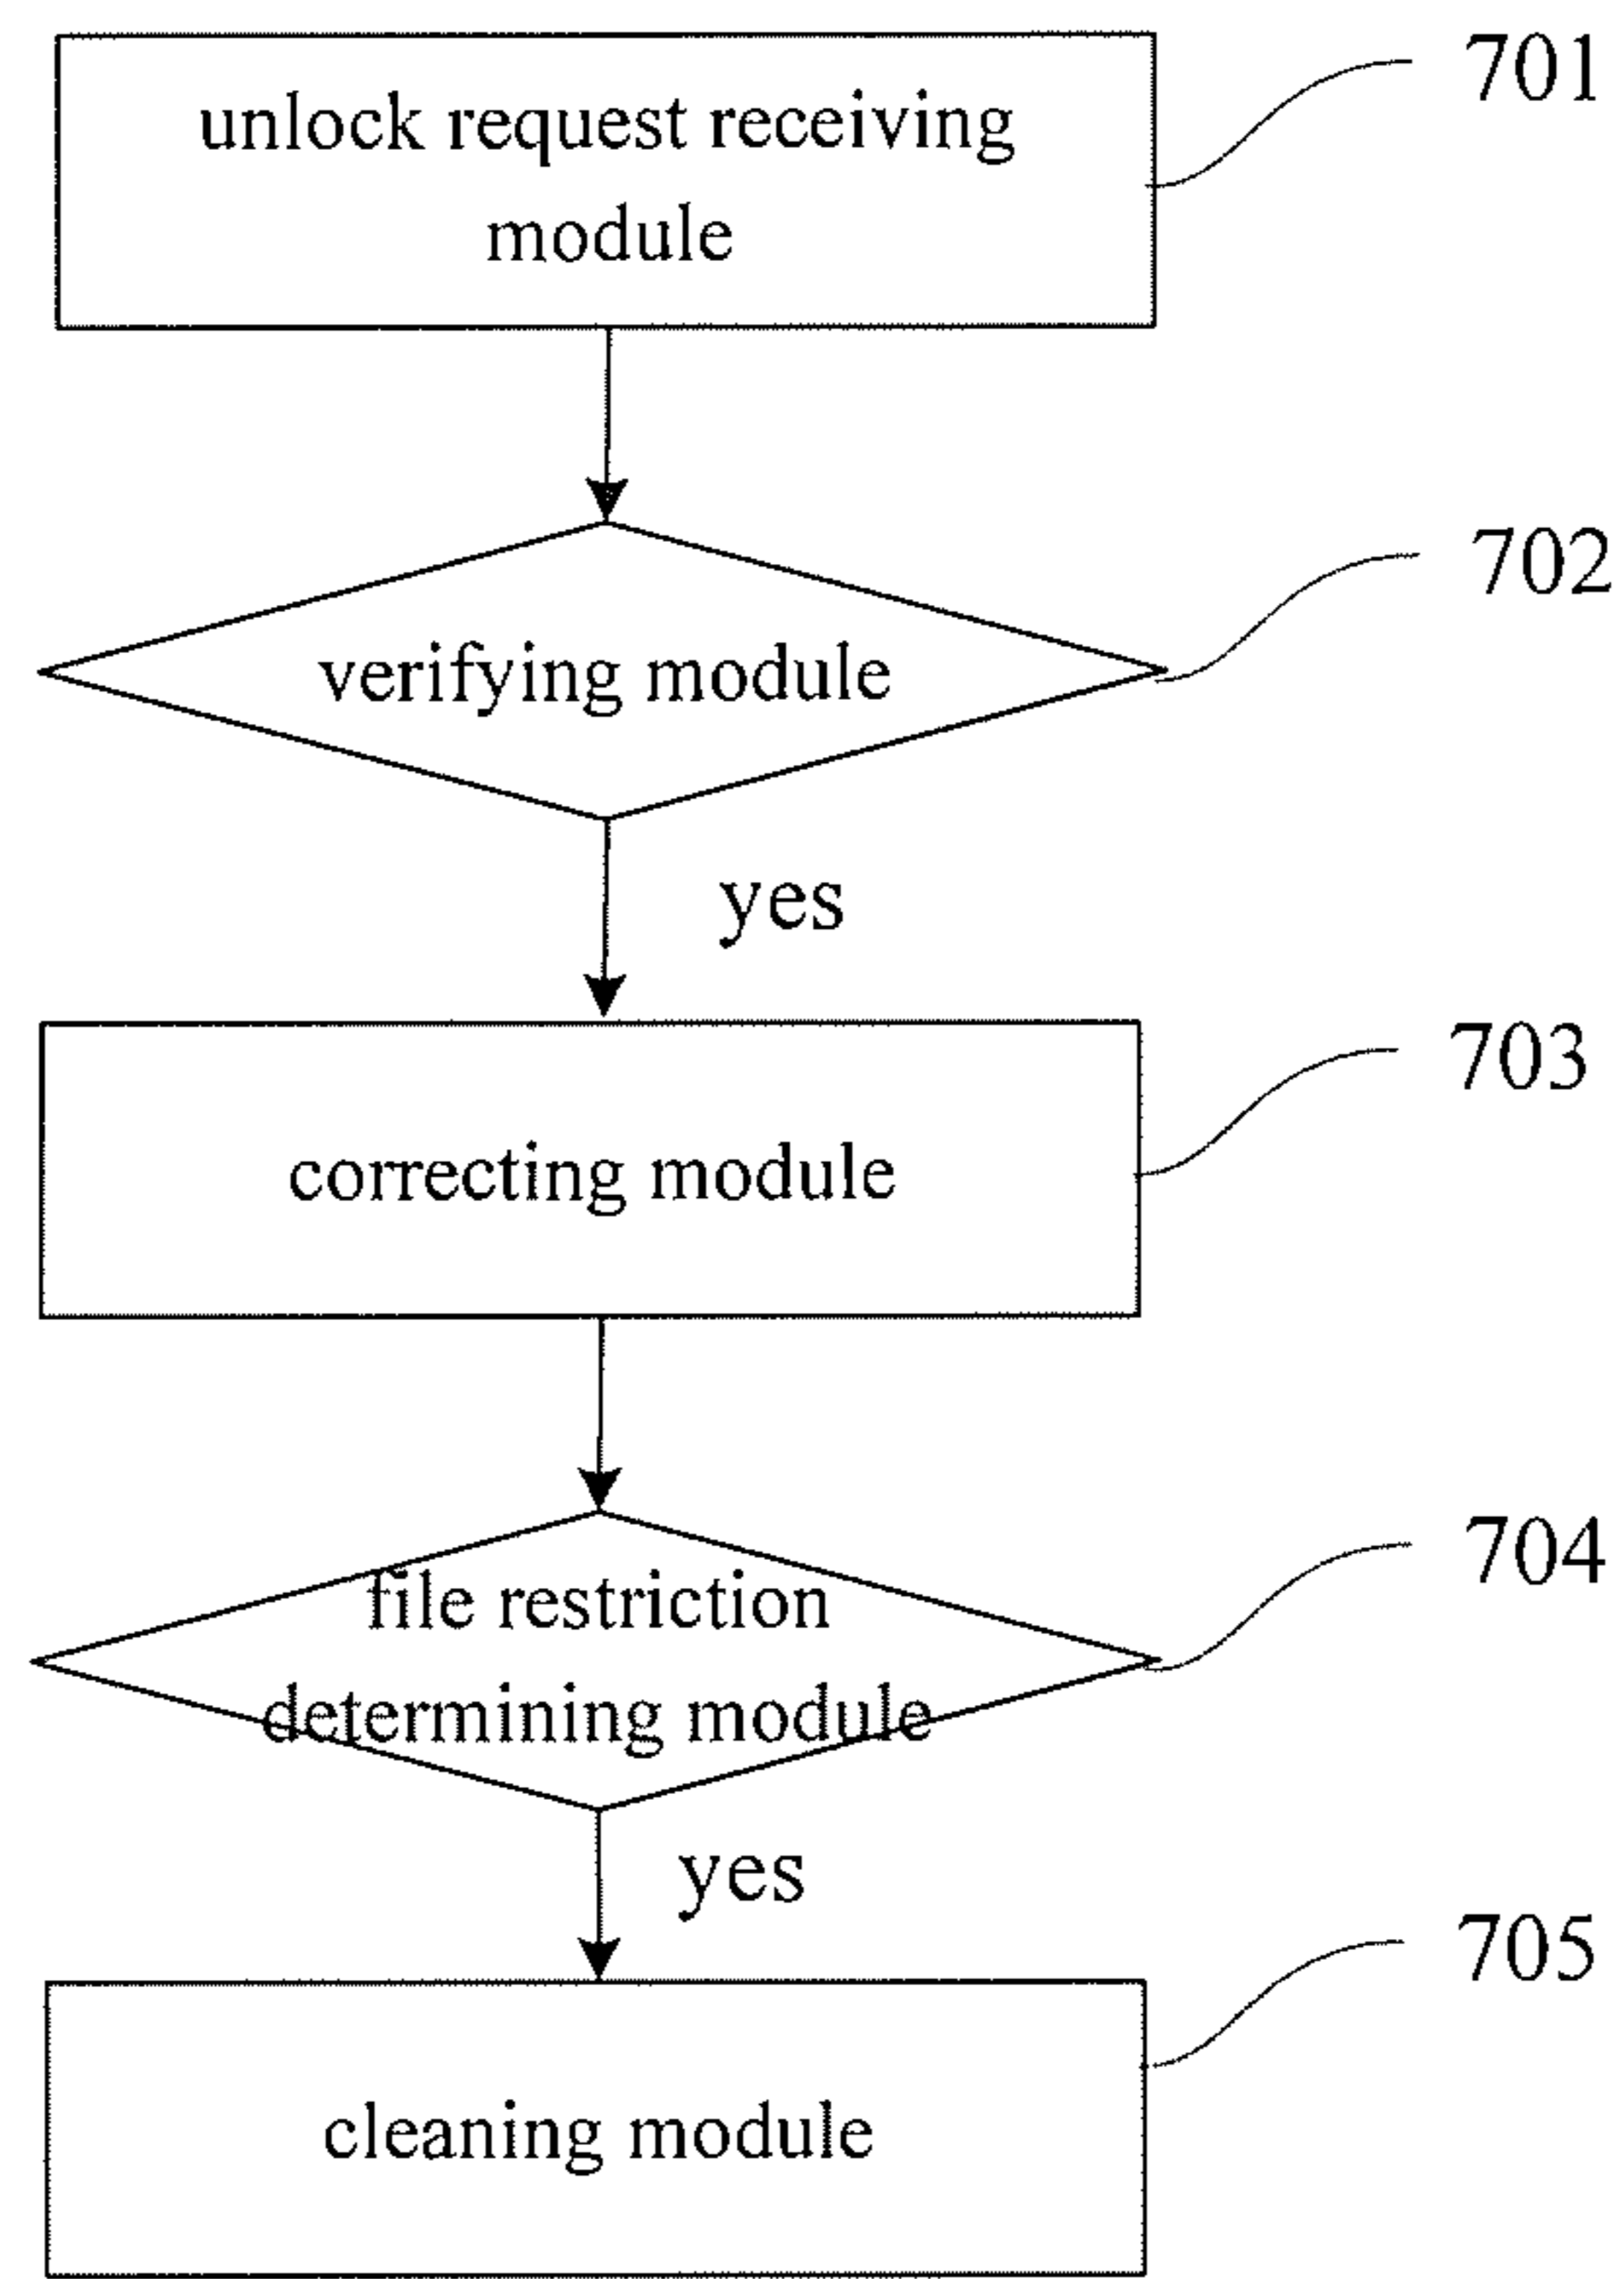 701
unlock request receiving
module
702
verifying module
yes
703
correcting module
704
file restriction
determining module
yes
705
cleaning module